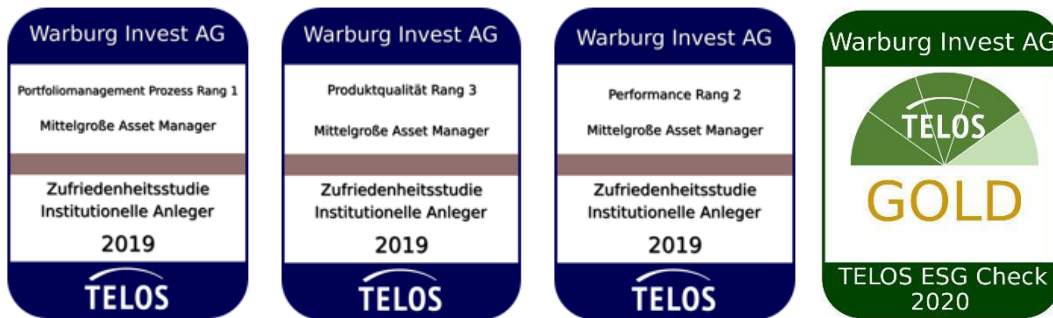 Warburg Invest AG
Portfoliomanagement Prozess Rang 1
Mittelgroße Asset Manager
Zufriedenheitsstudie
Institutionelle Anleger
2019
TELOS
Warburg Invest AG
Produktqualität Rang 3
Mittelgroße Asset Manager
Zufriedenheitsstudie
Institutionelle Anleger
2019
TELOS
Warburg Invest AG
Performance Rang 2
Mittelgroße Asset Manager
Zufriedenheitsstudie
Institutionelle Anleger
2019
TELOS
Warburg Invest AG
TELOS
GOLD
TELOS ESG Check
2020